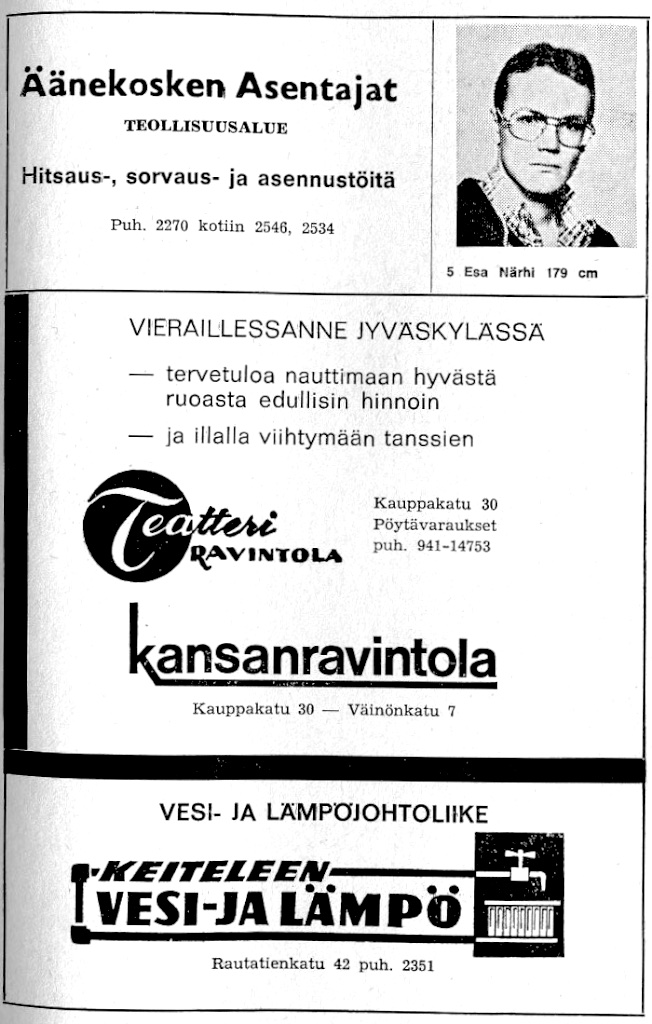 Äänekosken Asentajat
TEOLLISUUSALUE
Hitsaus-, sorvaus- ja asennustöitä
Puh. 2270 kotiin 2546, 2534
5 Esa Närhi 179 cm
VIERAILLESSANNE JYVÄSKYLÄSSÄ
— tervetuloa nauttimaan hyvästä
ruoasta edullisin hinnoin
— ja illalla viihtymään tanssien
Teatteri
RAVINTOLA
Kauppakatu 30
Pöytävaraukset
puh. 941-14753
kansanravintola
Kauppakatu 30 — Väinönkatu 7
VESI- JA LÄMPÖJOHTOLIIKE
KEITELEEN
VESI-JA LÄMPÖ
Rautatienkatu 42 puh. 2351